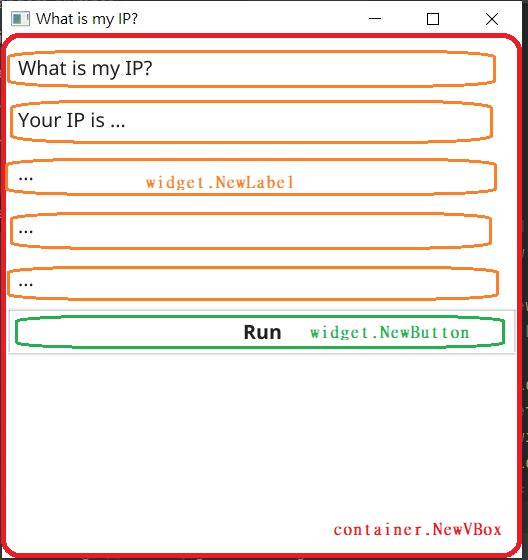 What is my IP?
What is my IP?
Your IP is ...
...
widget.NewLabel
...
...
Run
widget.NewButton
container.NewVBox